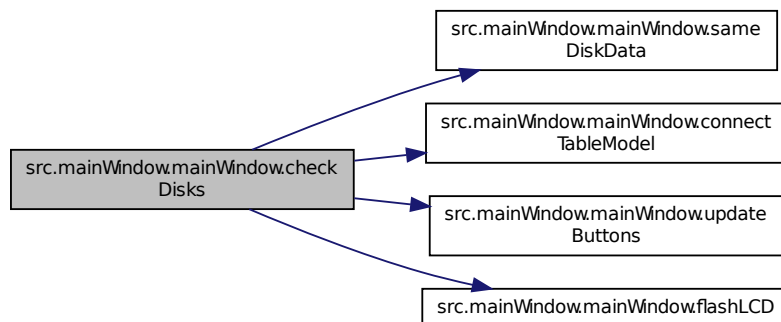 src.mainWindow.mainWindow.same
DiskData
src.mainWindow.mainWindow.connect
TableModel
src.mainWindow.mainWindow.check
Disks
src.mainWindow.mainWindow.update
Buttons
src.mainWindow.mainWindow.flashLCD